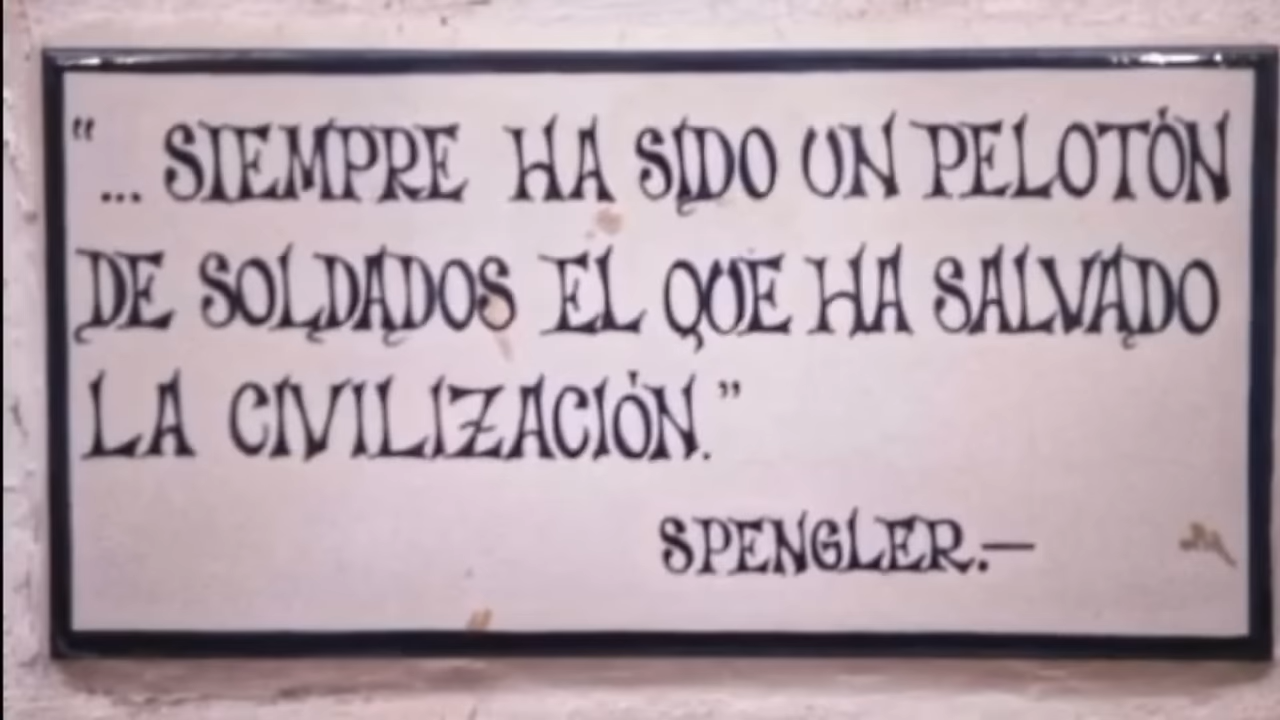 “... SIEMPRE HA SIDO UN PELOTÓN
DE SOLDADOS EL QUE HA SALVADO
LA CIVILIZACIÓN.”
SPENGLER.—